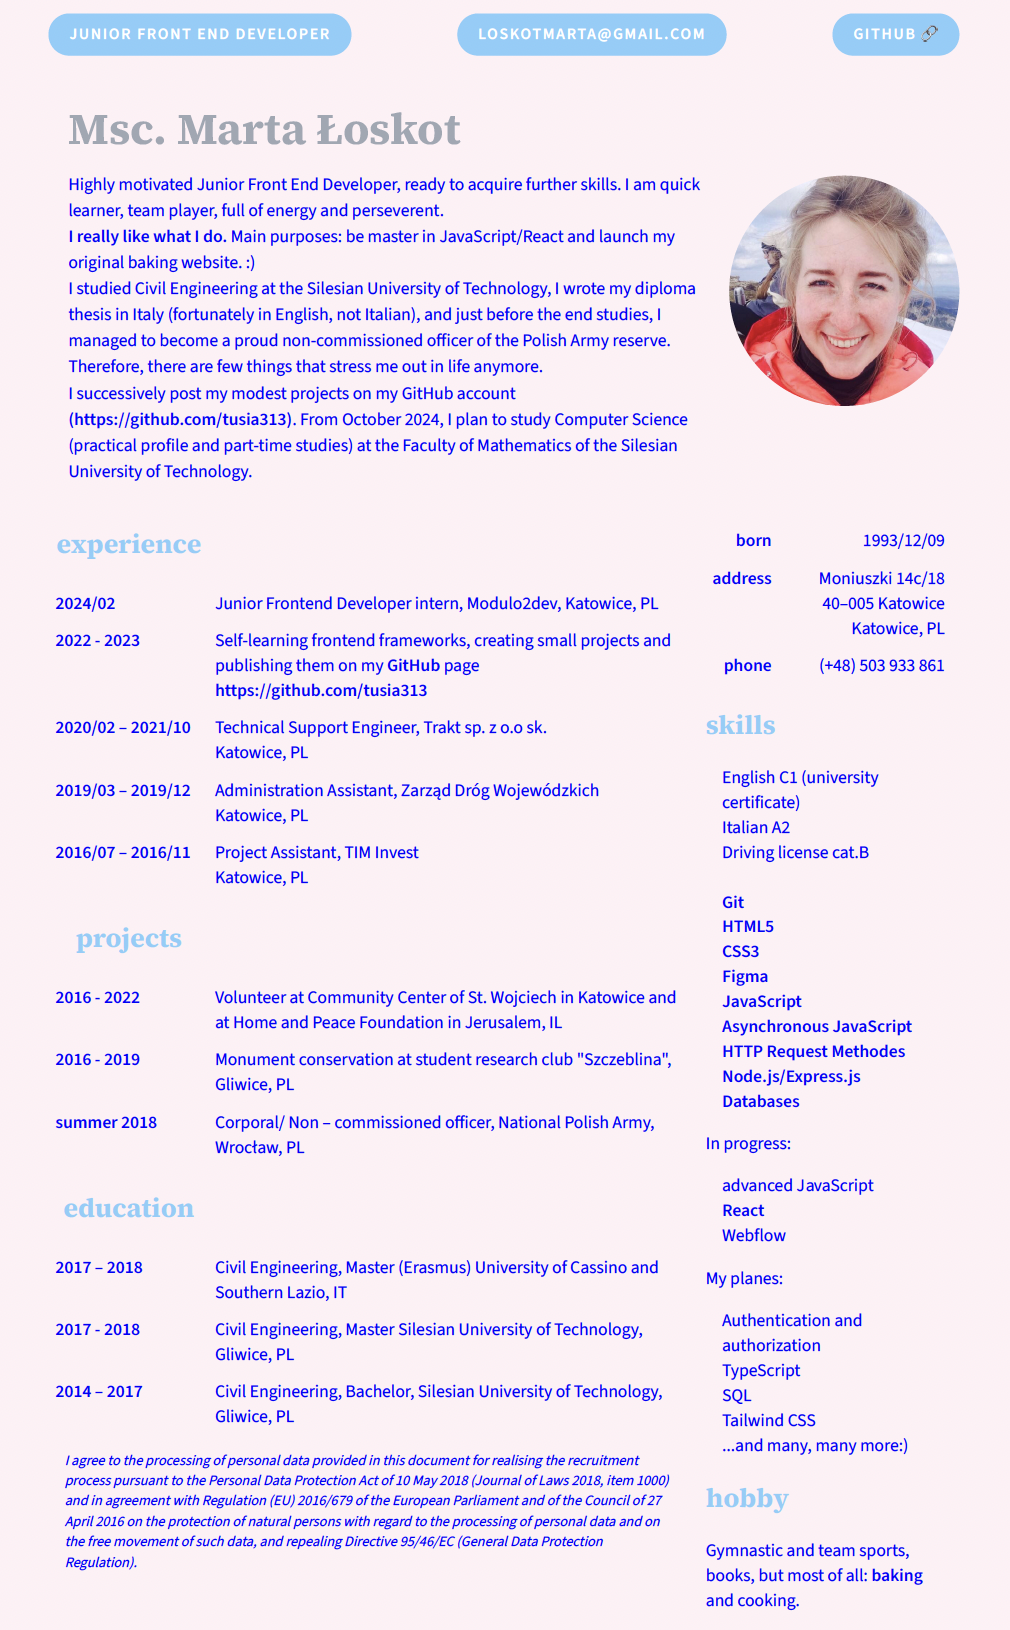 JUNIOR FRONT END DEVELOPER
LOSKOTMARTA@GMAIL.COM
GITHUB 🔗
Msc. Marta Łoskot
Highly motivated Junior Front End Developer, ready to acquire further skills. I am quick
learner, team player, full of energy and perseverent.
I really like what I do. Main purposes: be master in JavaScript/React and launch my
original baking website. :)
I studied Civil Engineering at the Silesian University of Technology, I wrote my diploma
thesis in Italy (fortunately in English, not Italian), and just before the end studies, I
managed to become a proud non-commissioned officer of the Polish Army reserve.
Therefore, there are few things that stress me out in life anymore.
I successively post my modest projects on my GitHub account
(https://github.com/tusia313). From October 2024, I plan to study Computer Science
(practical profile and part-time studies) at the Faculty of Mathematics of the Silesian
University of Technology.
experience
2024/02 Junior Frontend Developer intern, Modulo2dev, Katowice, PL
2022 - 2023 Self-learning frontend frameworks, creating small projects and
publishing them on my GitHub page
https://github.com/tusia313
2020/02 – 2021/10 Technical Support Engineer, Trakt sp. z o.o sk.
Katowice, PL
2019/03 – 2019/12 Administration Assistant, Zarząd Dróg Wojewódzkich
Katowice, PL
2016/07 – 2016/11 Project Assistant, TIM Invest
Katowice, PL
projects
2016 - 2022 Volunteer at Community Center of St. Wojciech in Katowice and
at Home and Peace Foundation in Jerusalem, IL
2016 - 2019 Monument conservation at student research club "Szczeblina",
Gliwice, PL
summer 2018 Corporal/ Non – commissioned officer, National Polish Army,
Wrocław, PL
education
2017 – 2018 Civil Engineering, Master (Erasmus) University of Cassino and
Southern Lazio, IT
2017 - 2018 Civil Engineering, Master Silesian University of Technology,
Gliwice, PL
2014 – 2017 Civil Engineering, Bachelor, Silesian University of Technology,
Gliwice, PL
I agree to the processing of personal data provided in this document for realising the recruitment
process pursuant to the Personal Data Protection Act of 10 May 2018 (Journal of Laws 2018, item 1000)
and in agreement with Regulation (EU) 2016/679 of the European Parliament and of the Council of 27
April 2016 on the protection of natural persons with regard to the processing of personal data and on
the free movement of such data, and repealing Directive 95/46/EC (General Data Protection
Regulation).
born 1993/12/09
address Moniuszki 14c/18
40–005 Katowice
Katowice, PL
phone (+48) 503 933 861
skills
English C1 (university
certificate)
Italian A2
Driving license cat.B
Git
HTML5
CSS3
Figma
JavaScript
Asynchronous JavaScript
HTTP Request Methodes
Node.js/Express.js
Databases
In progress:
advanced JavaScript
React
Webflow
My planes:
Authentication and
authorization
TypeScript
SQL
Tailwind CSS
...and many, many more:)
hobby
Gymnastic and team sports,
books, but most of all: baking
and cooking.